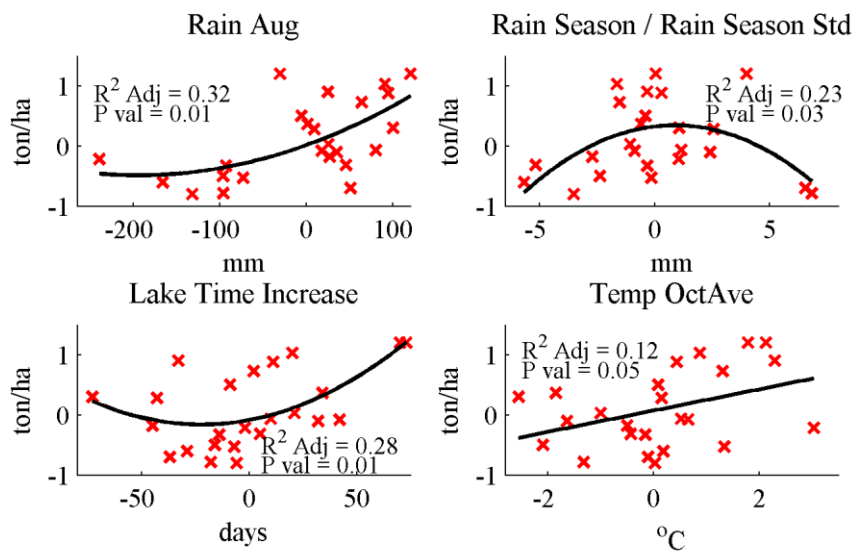 Rain Aug
R² Adj = 0.32
P val = 0.01
ton/ha
1
0
-1
-200
-100
0
100
mm
Rain Season / Rain Season Std
R² Adj = 0.23
P val = 0.03
ton/ha
1
0
-1
-5
0
5
mm
Lake Time Increase
R² Adj = 0.28
P val = 0.01
ton/ha
1
0
-1
-50
0
50
days
Temp OctAve
R² Adj = 0.12
P val = 0.05
ton/ha
1
0
-1
-2
0
2
°C